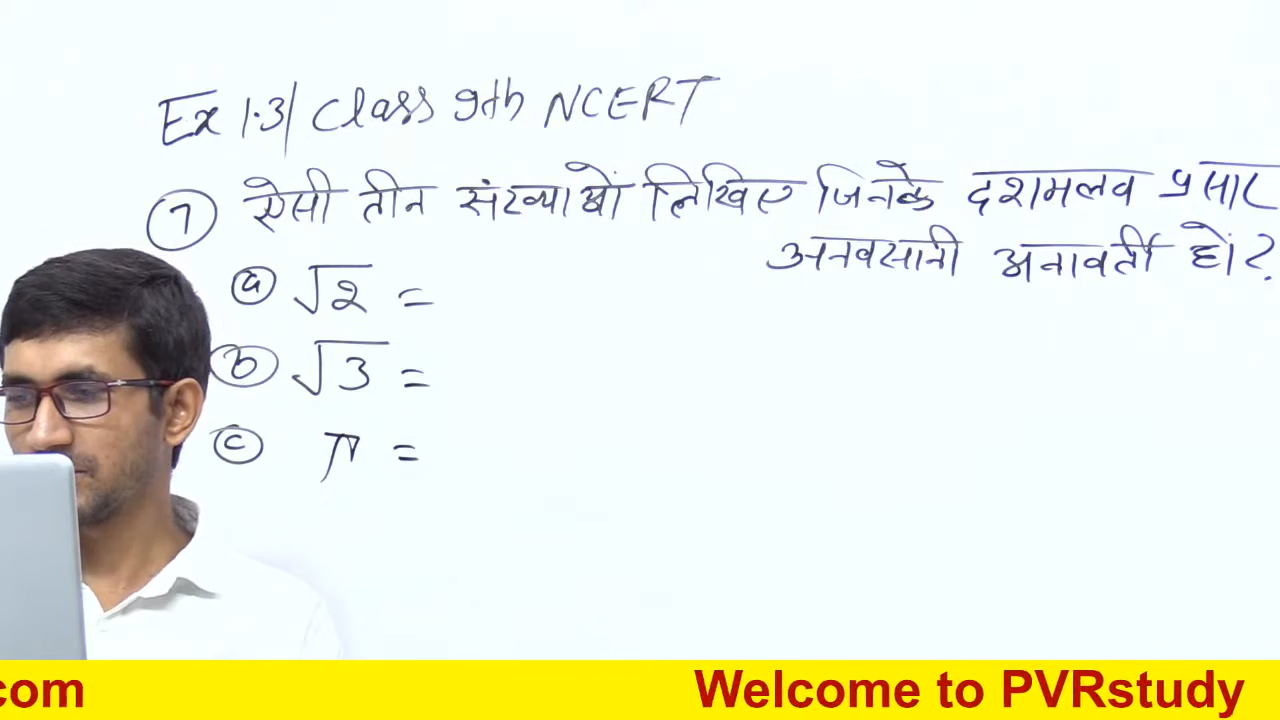 Ex 1.3/ Class 9th NCERT
7 ऐसी तीन संख्याओं लिखिए जिनके दशमलव प्रसार
अनवसानी अनावर्ती हों?
a √2 =
b √3 =
c π =
com Welcome to PVRstudy